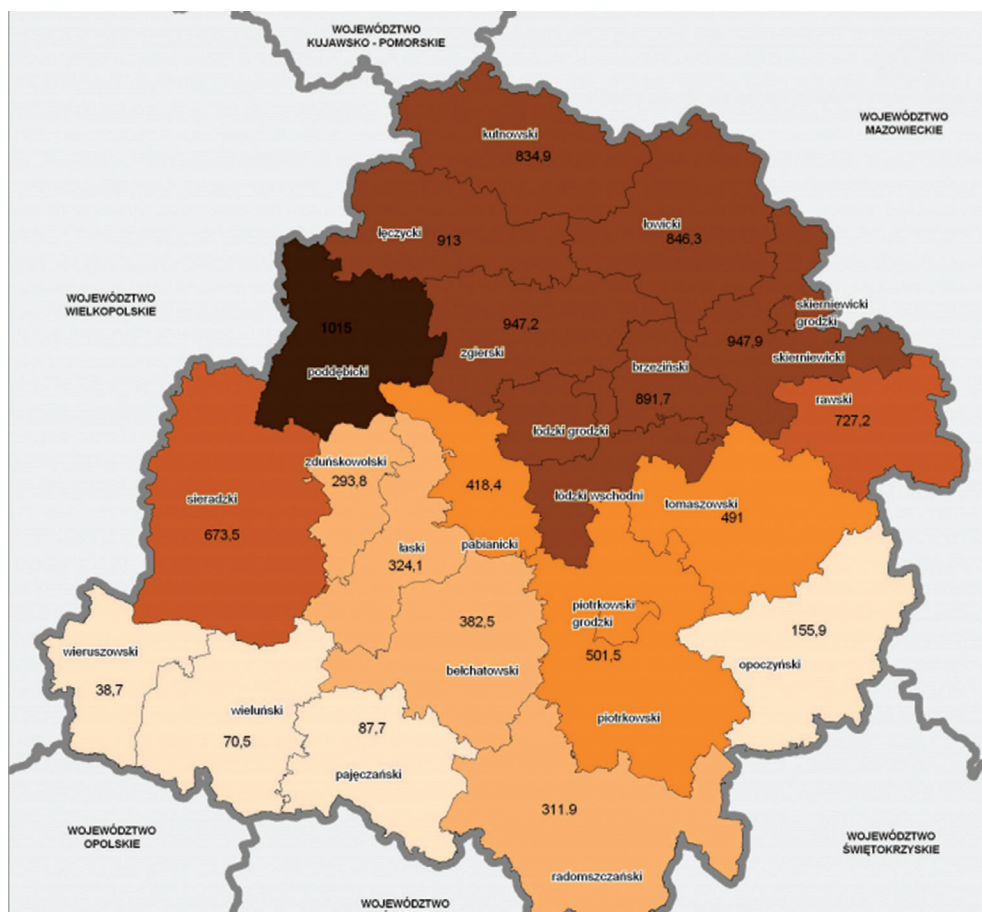 WOJEWÓDZTWO
KUJAWSKO - POMORSKIE
WOJEWÓDZTWO
MAZOWIECKIE
kutnowski
834,9
łęczycki
913
łowicki
846,3
WOJEWÓDZTWO
WIELKOPOLSKIE
1015
poddębicki
947,2
zgierski
skierniewicki
grodzki
947,9
skierniewicki
brzeziński
891,7
rawski
727,2
łódzki grodzki
zduńskowolski
293,8
sieradzki
673,5
418,4
pabianicki
łódzki wschodni
tomaszowski
491
łaski
324,1
piotrkowski
grodzki
501,5
382,5
bełchatowski
155,9
opoczyński
wieruszowski
38,7
wieluński
70,5
87,7
pajęczański
piotrkowski
311.9
radomszczański
WOJEWÓDZTWO
OPOLSKIE
WOJEWÓDZTWO
ŚWIĘTOKRZYSKIE
WOJEWÓDZTWO